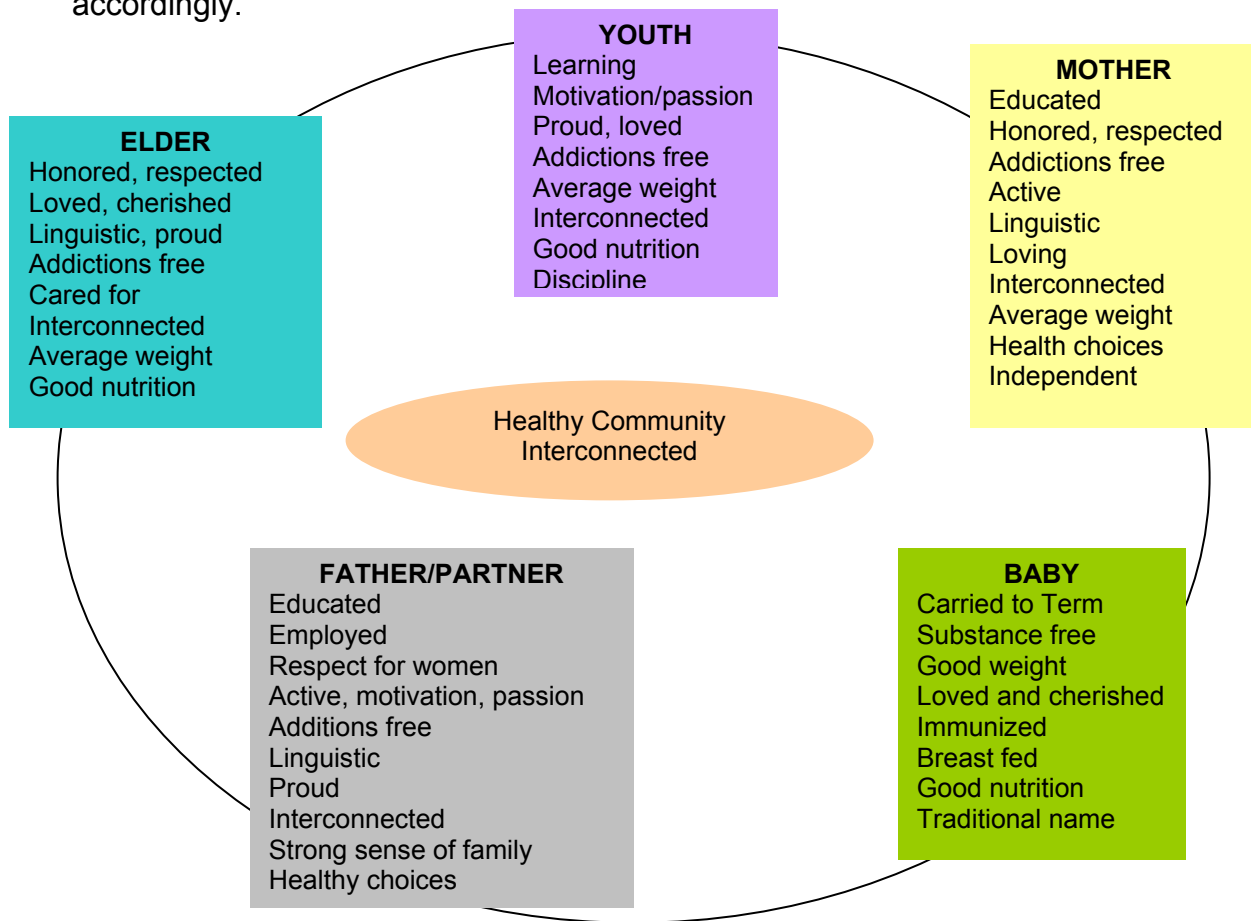 accordingly.
YOUTH
Learning
Motivation/passion
Proud, loved
Addictions free
Average weight
Interconnected
Good nutrition
Discipline
MOTHER
Educated
Honored, respected
Addictions free
Active
Linguistic
Loving
Interconnected
Average weight
Health choices
Independent
ELDER
Honored, respected
Loved, cherished
Linguistic, proud
Addictions free
Cared for
Interconnected
Average weight
Good nutrition
Healthy Community
Interconnected
FATHER/PARTNER
Educated
Employed
Respect for women
Active, motivation, passion
Additions free
Linguistic
Proud
Interconnected
Strong sense of family
Healthy choices
BABY
Carried to Term
Substance free
Good weight
Loved and cherished
Immunized
Breast fed
Good nutrition
Traditional name